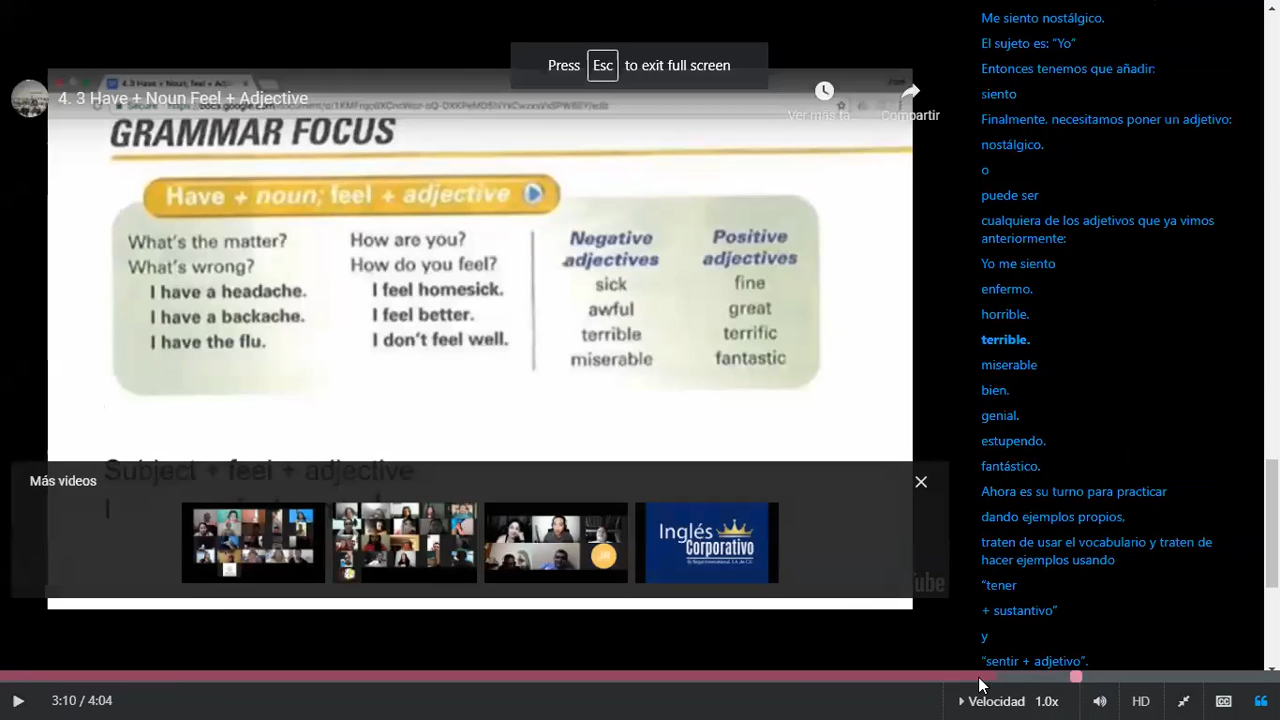 Press Esc to exit full screen
4. 3 Have + Noun Feel + Adjective
Compartir
GRAMMAR FOCUS
Have + noun; feel + adjective
What's the matter?
What's wrong?
I have a headache.
I have a backache.
I have the flu.
How are you?
How do you feel?
I feel homesick.
I feel better.
I don't feel well.
Negative
adjectives
sick
awful
terrible
miserable
Positive
adjectives
fine
great
terrific
fantastic
Subject + feel + adjective
I
Más videos
Inglés
Corporativo
Me siento nostálgico.
El sujeto es: "Yo"
Entonces tenemos que añadir:
siento
Finalmente, necesitamos poner un adjetivo:
nostálgico.
o
puede ser
cualquiera de los adjetivos que ya vimos
anteriormente:
Yo me siento
enfermo.
horrible.
terrible.
miserable
bien.
genial.
estupendo.
fantástico.
Ahora es su turno para practicar
dando ejemplos propios,
traten de usar el vocabulario y traten de
hacer ejemplos usando
"tener
+ sustantivo"
y
"sentir + adjetivo".
3:10 / 4:04
Velocidad 1.0x
HD